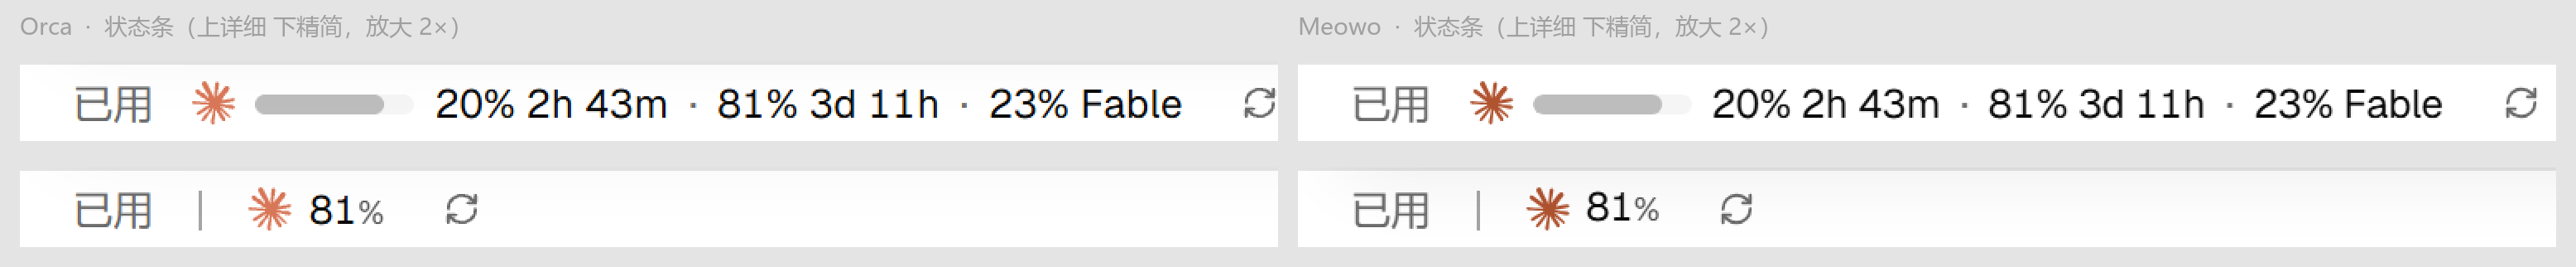 Orca · 状态条（上详细 下精简，放大 2×）
已用 20% 2h 43m · 81% 3d 11h · 23% Fable
已用 | 81%
Meowo · 状态条（上详细 下精简，放大 2×）
已用 20% 2h 43m · 81% 3d 11h · 23% Fable
已用 | 81%